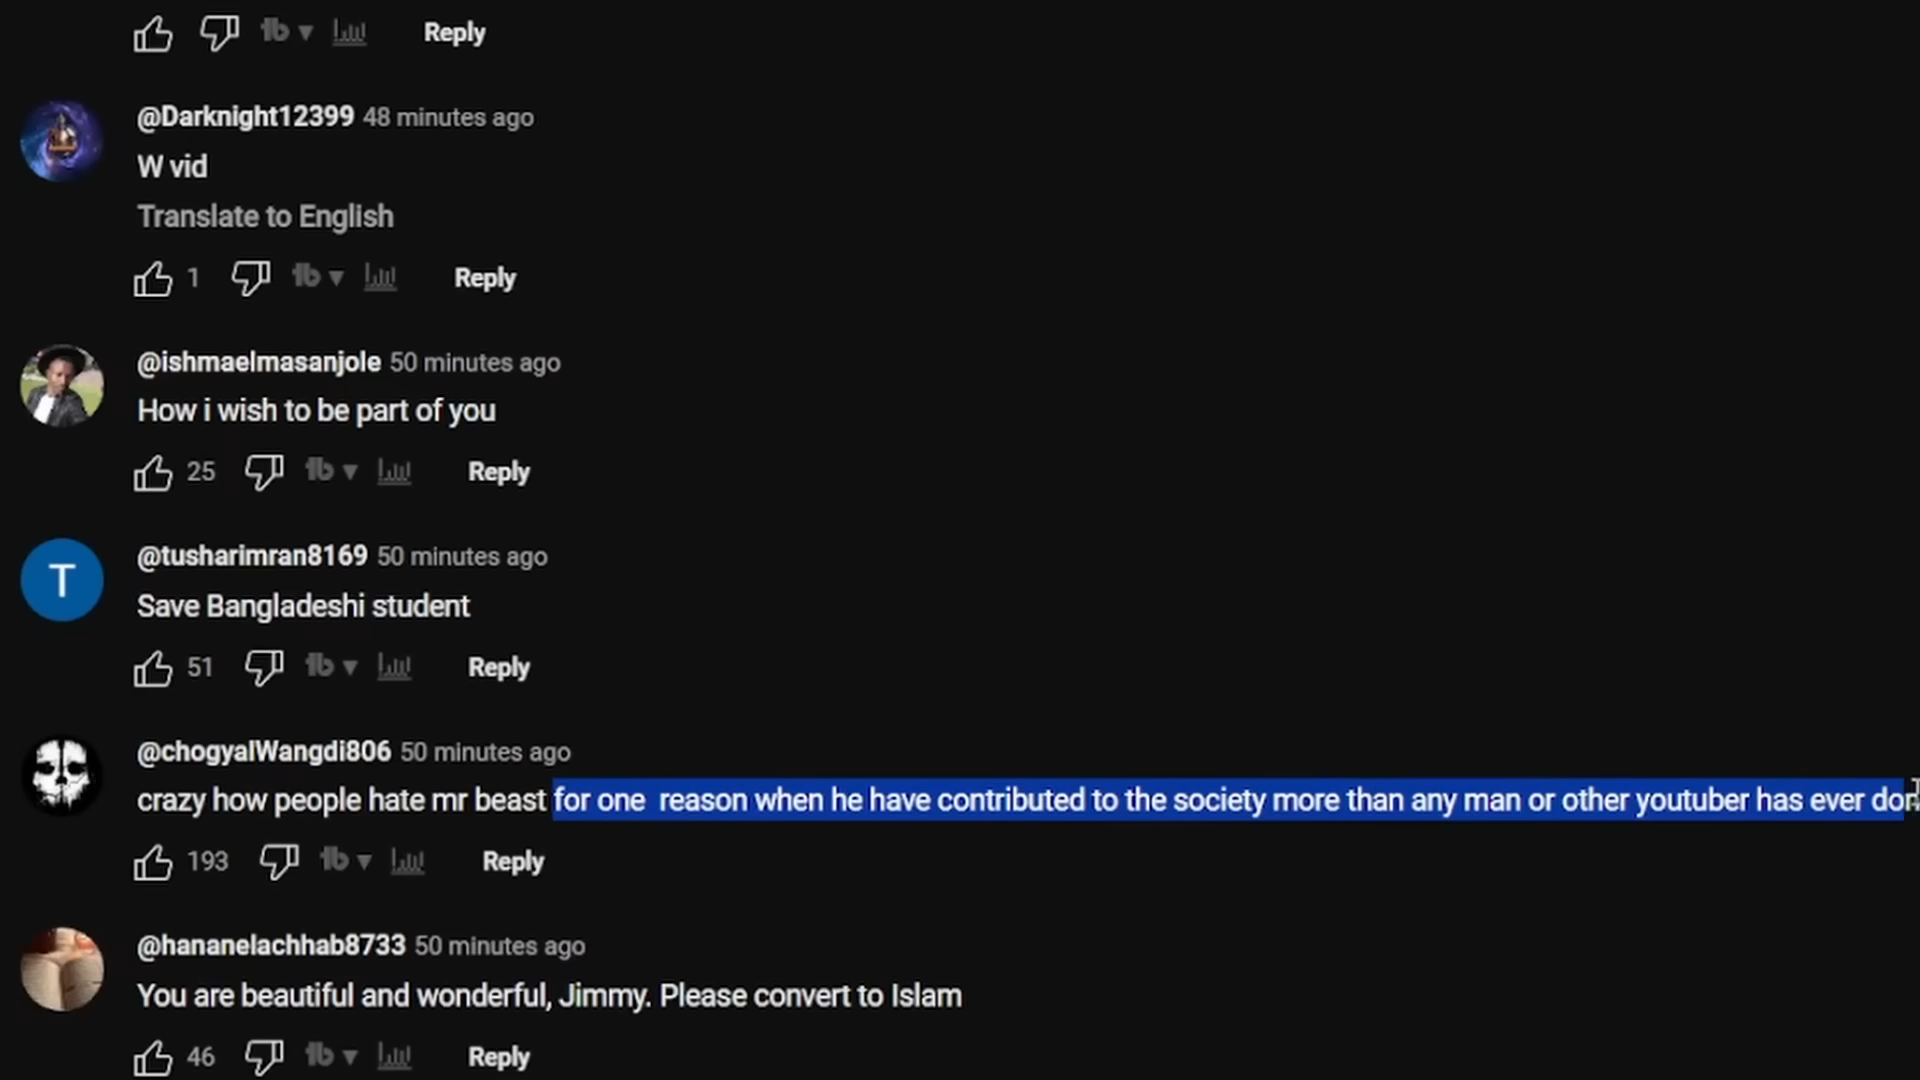 Reply
@Darknight12399 48 minutes ago
W vid
Translate to English
1 Reply
@ishmaelmasanjole 50 minutes ago
How i wish to be part of you
25 Reply
T
@tusharimran8169 50 minutes ago
Save Bangladeshi student
51 Reply
@chogyalWangdi806 50 minutes ago
crazy how people hate mr beast for one reason when he have contributed to the society more than any man or other youtuber has ever
193 Reply
@hananelachhab8733 50 minutes ago
You are beautiful and wonderful, Jimmy. Please convert to Islam
46 Reply